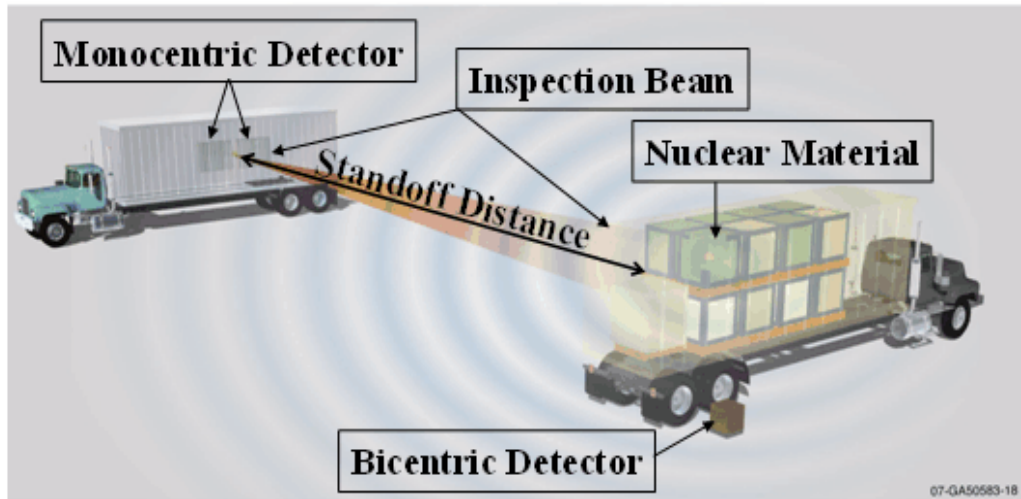 Monocentric Detector
Inspection Beam
Standoff Distance
Nuclear Material
Bicentric Detector
07-GA50583-18